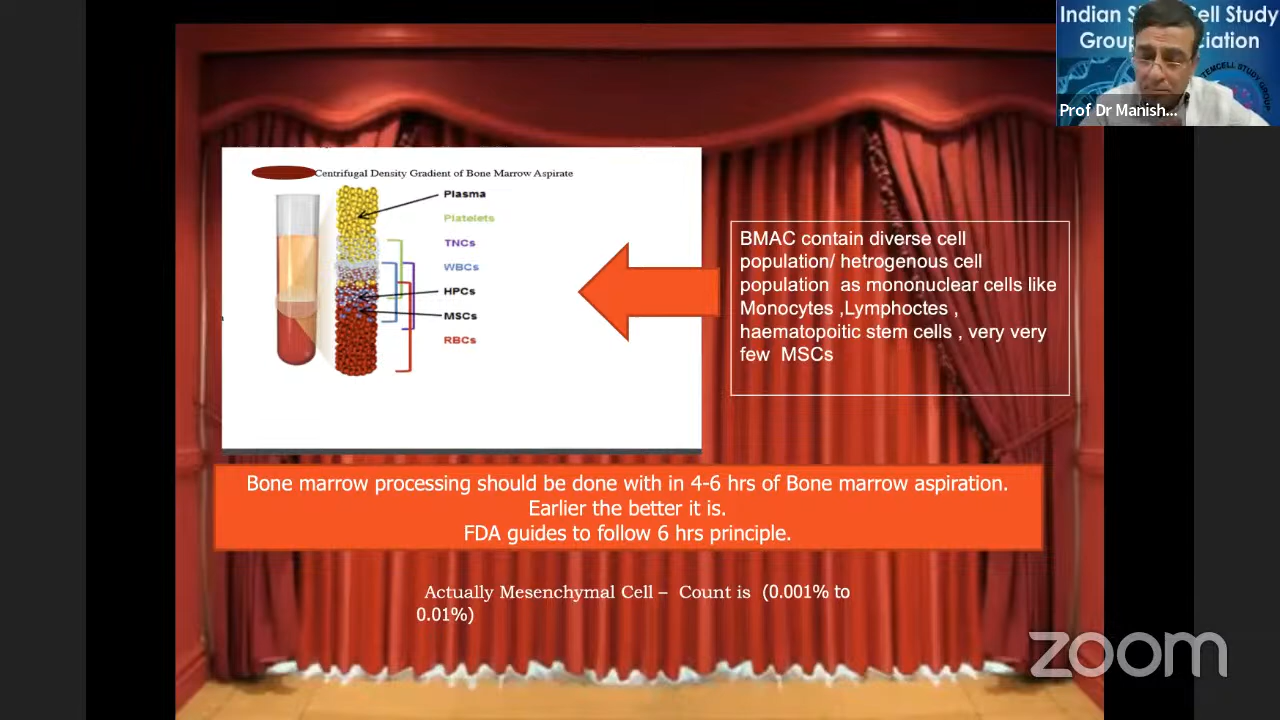 Indian S Cell Study
Group ciation
STEMCELL STUDY GROUP
Prof Dr Manish...
Centrifugal Density Gradient of Bone Marrow Aspirate
Plasma
Platelets
TNCs
WBCs
HPCs
MSCs
RBCs
BMAC contain diverse cell
population/ hetrogenous cell
population as mononuclear cells like
Monocytes ,Lymphoctes ,
haematopoitic stem cells , very very
few MSCs
Bone marrow processing should be done with in 4-6 hrs of Bone marrow aspiration.
Earlier the better it is.
FDA guides to follow 6 hrs principle.
Actually Mesenchymal Cell – Count is (0.001% to
0.01%)
zoom